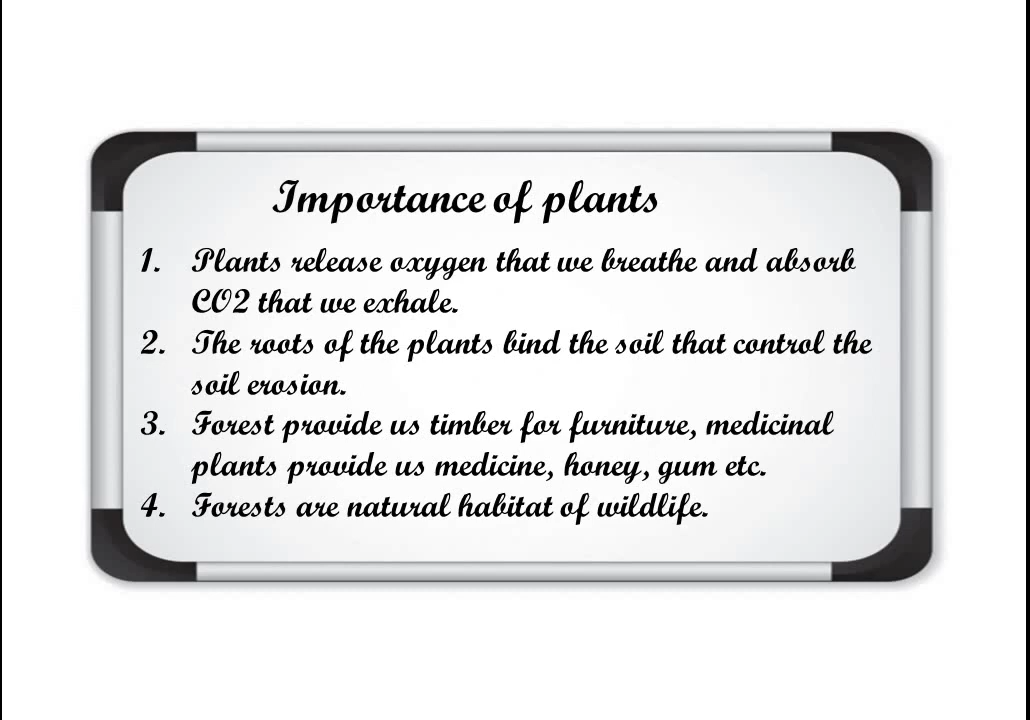 Importance of plants
1. Plants release oxygen that we breathe and absorb
CO2 that we exhale.
2. The roots of the plants bind the soil that control the
soil erosion.
3. Forest provide us timber for furniture, medicinal
plants provide us medicine, honey, gum etc.
4. Forests are natural habitat of wildlife.